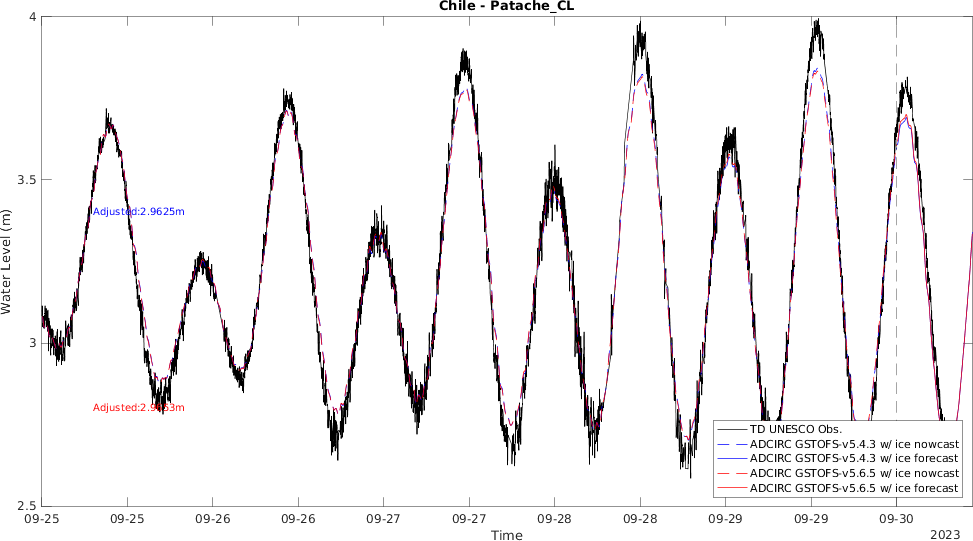 Chile - Patache_CL
4
3.5
3
2.5
Water Level (m)
Adjusted:2.9625m
TD UNESCO Obs.
ADCIRC GSTOFS-v5.4.3 w/ ice nowcast
ADCIRC GSTOFS-v5.4.3 w/ ice forecast
ADCIRC GSTOFS-v5.6.5 w/ ice nowcast
ADCIRC GSTOFS-v5.6.5 w/ ice forecast
09-25 09-25 09-26 09-26 09-27 09-27 09-28 09-28 09-29 09-29 09-30
Time
2023